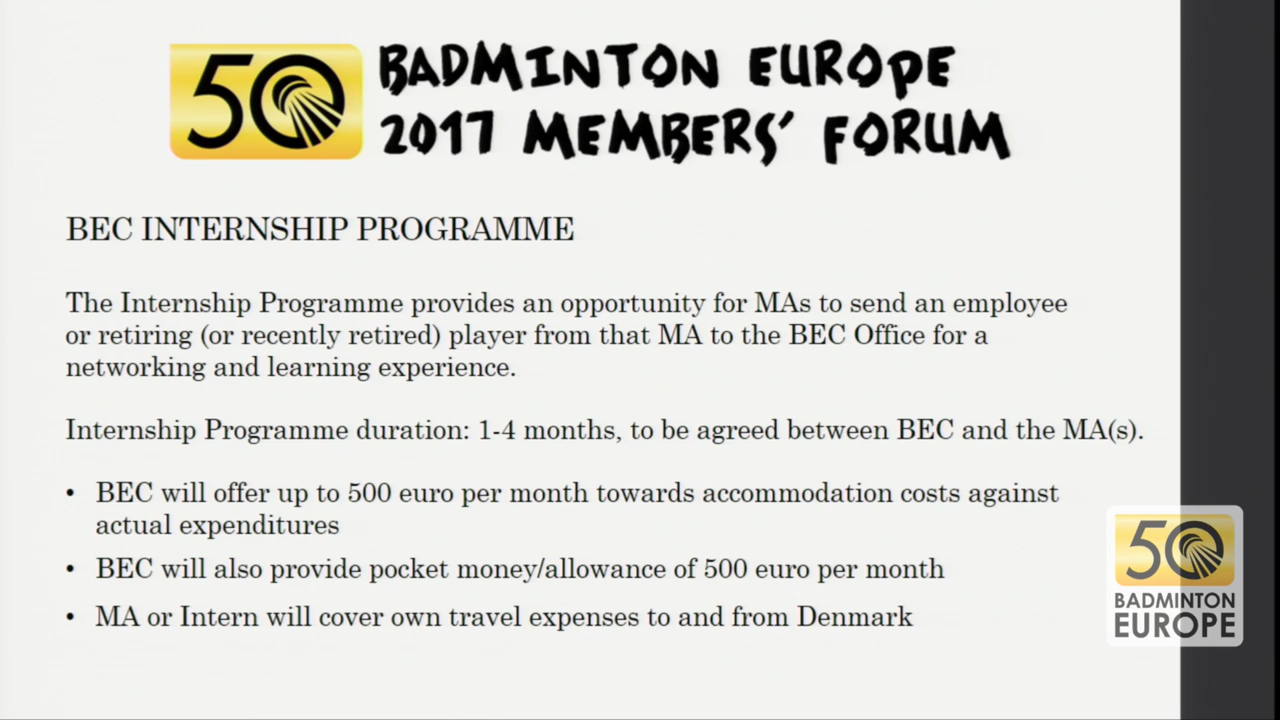 50 BADMINTON EUROPE
2017 MEMBERS' FORUM
BEC INTERNSHIP PROGRAMME
The Internship Programme provides an opportunity for MAs to send an employee
or retiring (or recently retired) player from that MA to the BEC Office for a
networking and learning experience.
Internship Programme duration: 1-4 months, to be agreed between BEC and the MA(s).
• BEC will offer up to 500 euro per month towards accommodation costs against
actual expenditures
• BEC will also provide pocket money/allowance of 500 euro per month
• MA or Intern will cover own travel expenses to and from Denmark
50
BADMINTON
EUROPE